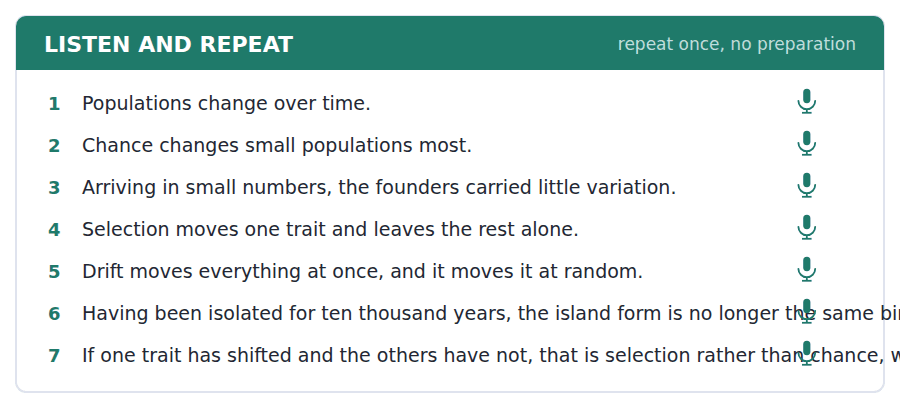 LISTEN AND REPEAT
repeat once, no preparation
1 Populations change over time.
2 Chance changes small populations most.
3 Arriving in small numbers, the founders carried little variation.
4 Selection moves one trait and leaves the rest alone.
5 Drift moves everything at once, and it moves it at random.
6 Having been isolated for ten thousand years, the island form is no longer the same
7 If one trait has shifted and the others have not, that is selection rather than chance,